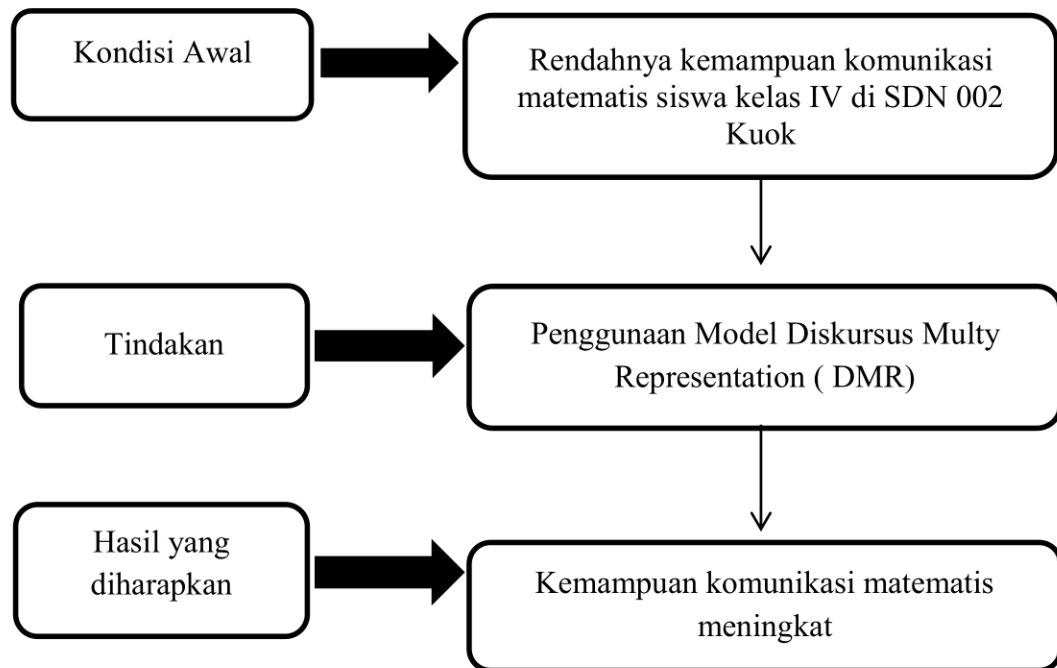 Kondisi Awal
Rendahnya kemampuan komunikasi
matematis siswa kelas IV di SDN 002
Kuok
Tindakan
Penggunaan Model Diskursus Multy
Representation ( DMR)
Hasil yang
diharapkan
Kemampuan komunikasi matematis
meningkat